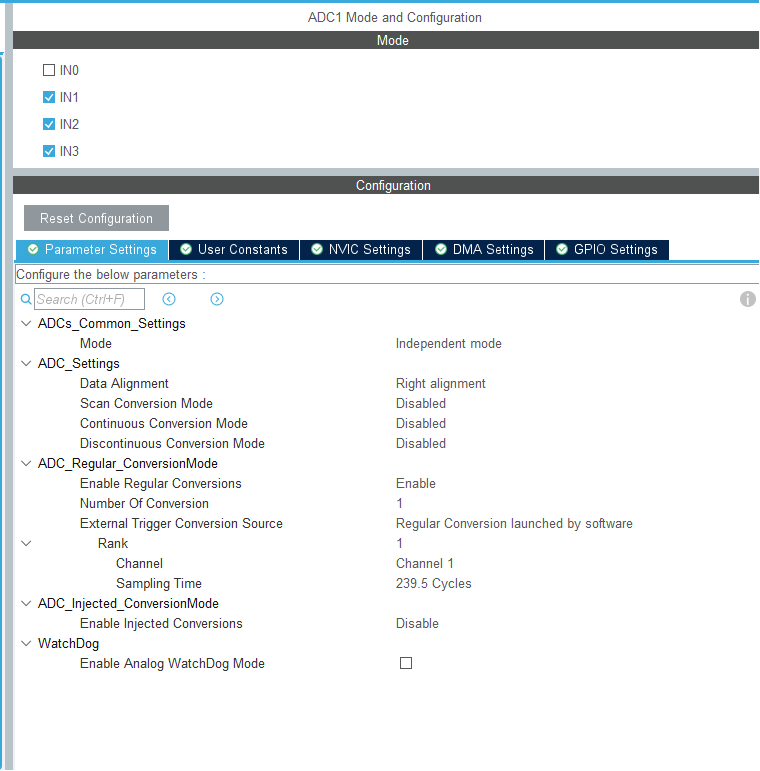 ADC1 Mode and Configuration
Mode
IN0
IN1
IN2
IN3
Configuration
Reset Configuration
Parameter Settings User Constants NVIC Settings DMA Settings GPIO Settings
Configure the below parameters :
Search (Ctrl+F)
ADCs_Common_Settings
Mode Independent mode
ADC_Settings
Data Alignment Right alignment
Scan Conversion Mode Disabled
Continuous Conversion Mode Disabled
Discontinuous Conversion Mode Disabled
ADC_Regular_ConversionMode
Enable Regular Conversions Enable
Number Of Conversion 1
External Trigger Conversion Source Regular Conversion launched by software
Rank 1
Channel Channel 1
Sampling Time 239.5 Cycles
ADC_Injected_ConversionMode
Enable Injected Conversions Disable
WatchDog
Enable Analog WatchDog Mode